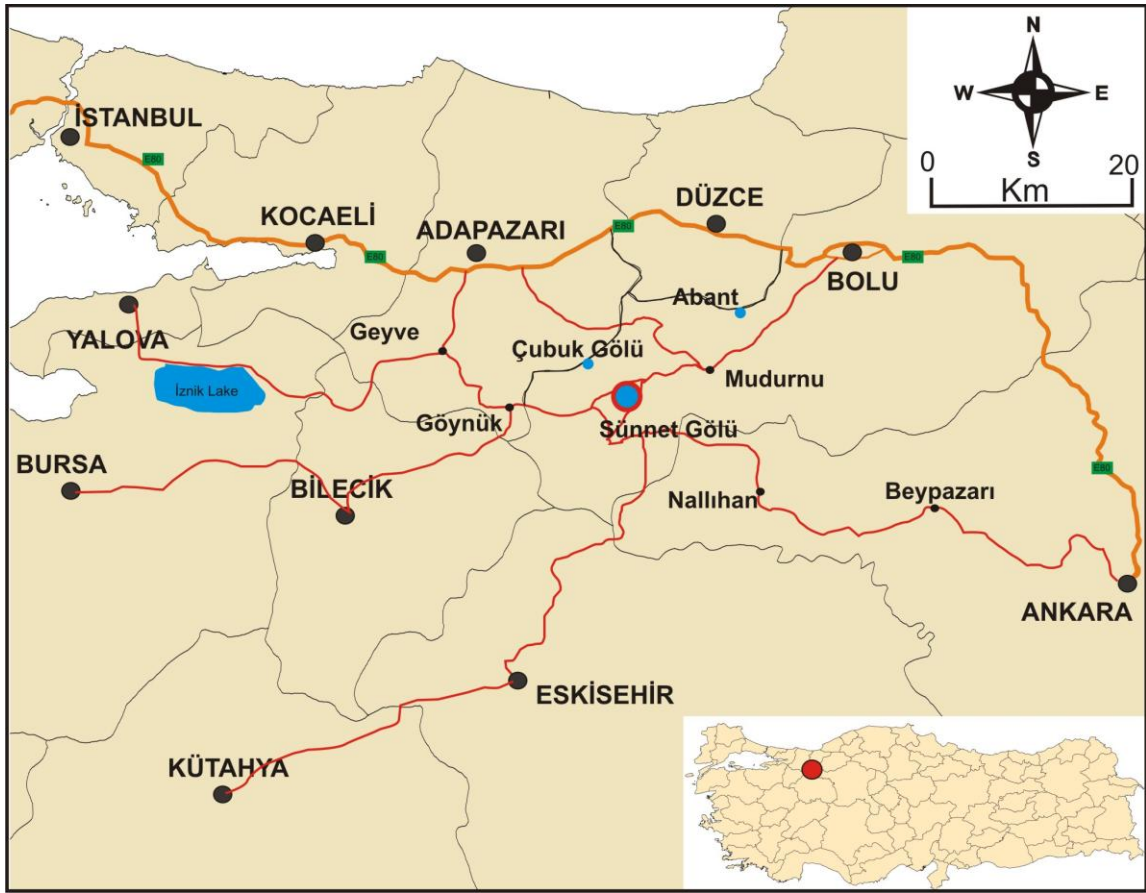 N
W E
S
0 20
Km
İSTANBUL
E80
KOCAELİ
ADAPAZARI
E80
E80
DÜZCE
BOLU
E80
YALOVA
Geyve
Abant
Çubuk Gölü
Mudurnu
İznik Lake
Göynük
Sünnet Gölü
BURSA
BİLECİK
Nallıhan
Beypazarı
E80
ANKARA
ESKİSEHİR
KÜTAHYA